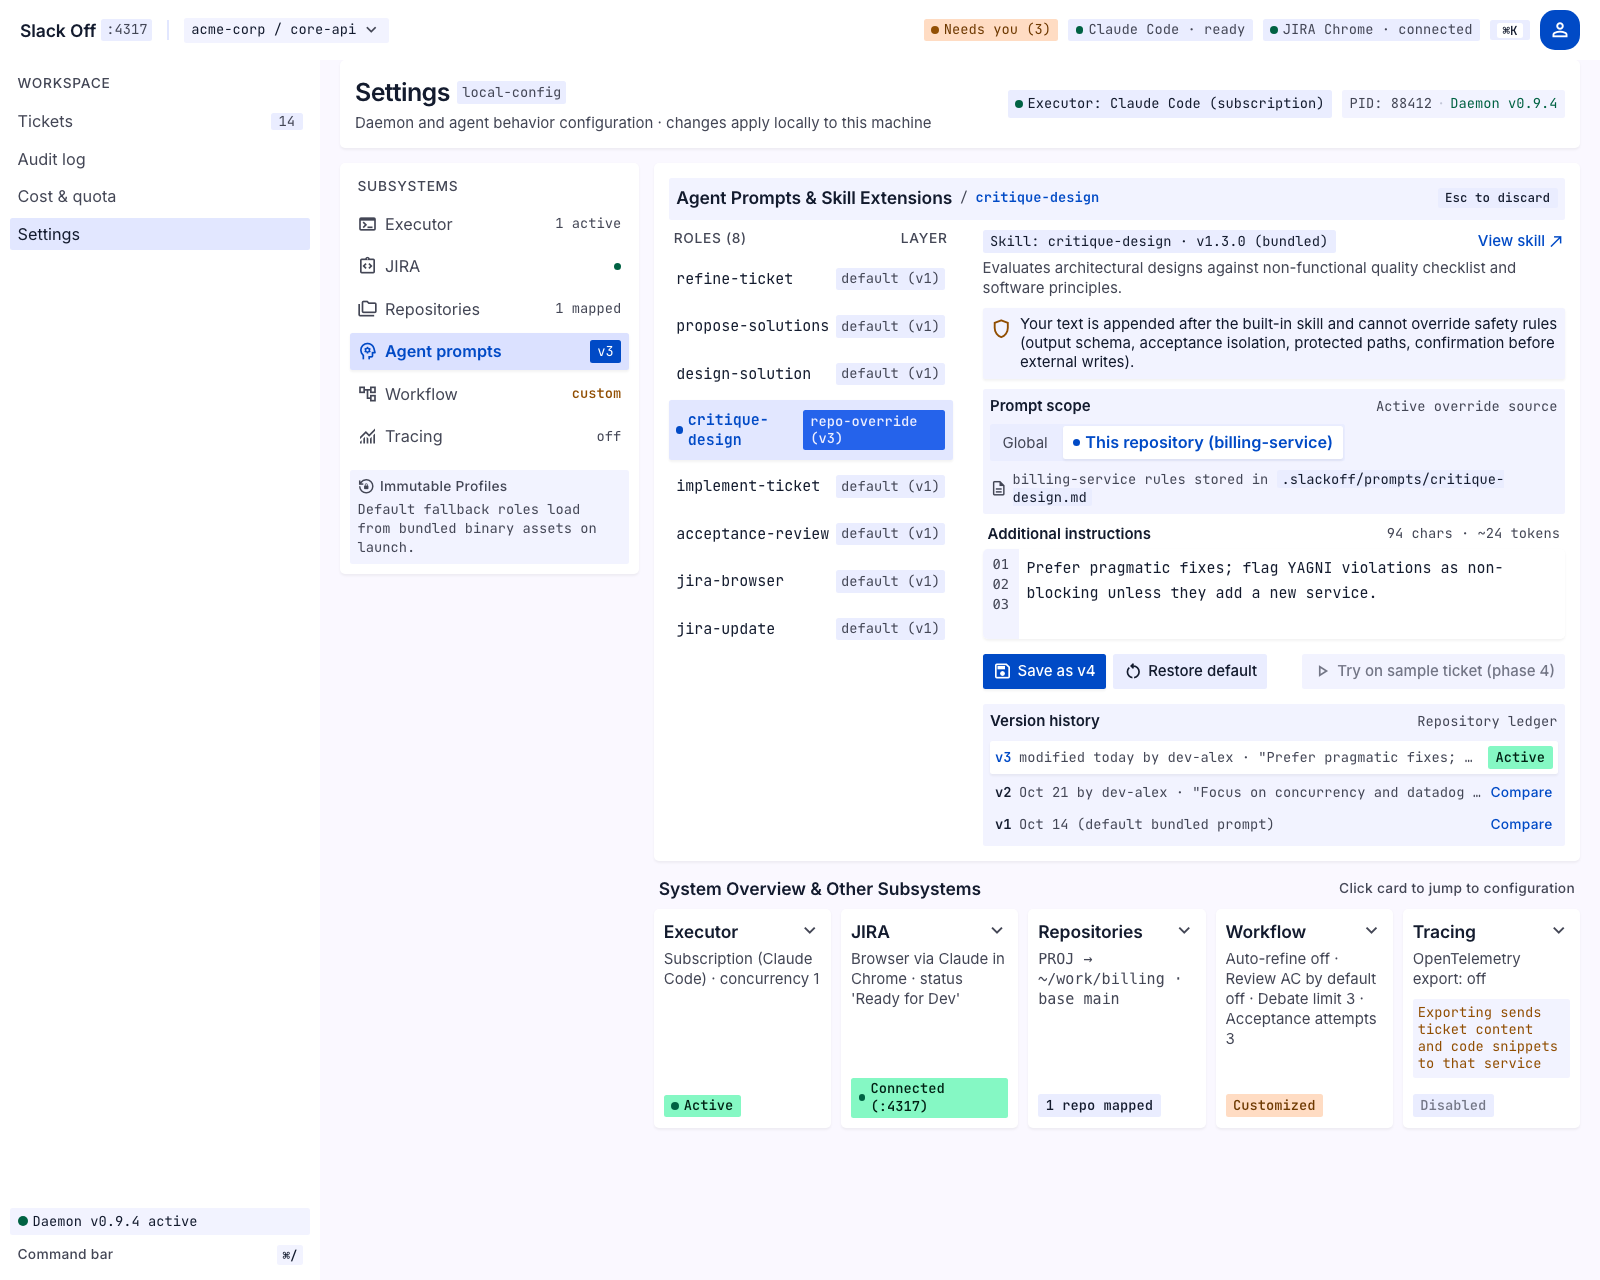 Slack Off :4317 acme-corp / core-api Needs you (3) Claude Code · ready JIRA Chrome · connected ⌘K
WORKSPACE
Tickets 14
Audit log
Cost & quota
Settings
Daemon v0.9.4 active
Command bar ⌘/
Settings local-config
Daemon and agent behavior configuration · changes apply locally to this machine
Executor: Claude Code (subscription) PID: 88412 · Daemon v0.9.4
SUBSYSTEMS
Executor 1 active
JIRA
Repositories 1 mapped
Agent prompts v3
Workflow custom
Tracing off
Immutable Profiles
Default fallback roles load
from bundled binary assets on
launch.
Agent Prompts & Skill Extensions / critique-design Esc to discard
ROLES (8) LAYER
refine-ticket default (v1)
propose-solutions default (v1)
design-solution default (v1)
critique-
design
repo-override
(v3)
implement-ticket default (v1)
acceptance-review default (v1)
jira-browser default (v1)
jira-update default (v1)
Skill: critique-design · v1.3.0 (bundled) View skill
Evaluates architectural designs against non-functional quality checklist and
software principles.
Your text is appended after the built-in skill and cannot override safety rules
(output schema, acceptance isolation, protected paths, confirmation before
external writes).
Prompt scope Active override source
Global This repository (billing-service)
billing-service rules stored in .slackoff/prompts/critique-
design.md
Additional instructions 94 chars · ~24 tokens
01
02
03
Prefer pragmatic fixes; flag YAGNI violations as non-
blocking unless they add a new service.
Save as v4 Restore default Try on sample ticket (phase 4)
Version history Repository ledger
v3 modified today by dev-alex · "Prefer pragmatic fixes; … Active
v2 Oct 21 by dev-alex · "Focus on concurrency and datadog … Compare
v1 Oct 14 (default bundled prompt) Compare
System Overview & Other Subsystems Click card to jump to configuration
Executor
Subscription (Claude
Code) · concurrency 1
Active
JIRA
Browser via Claude in
Chrome · status
'Ready for Dev'
Connected
(:4317)
Repositories
PROJ →
~/work/billing ·
base main
1 repo mapped
Workflow
Auto-refine off ·
Review AC by default
off · Debate limit 3 ·
Acceptance attempts
3
Customized
Tracing
OpenTelemetry
export: off
Exporting sends
ticket content
and code snippets
to that service
Disabled